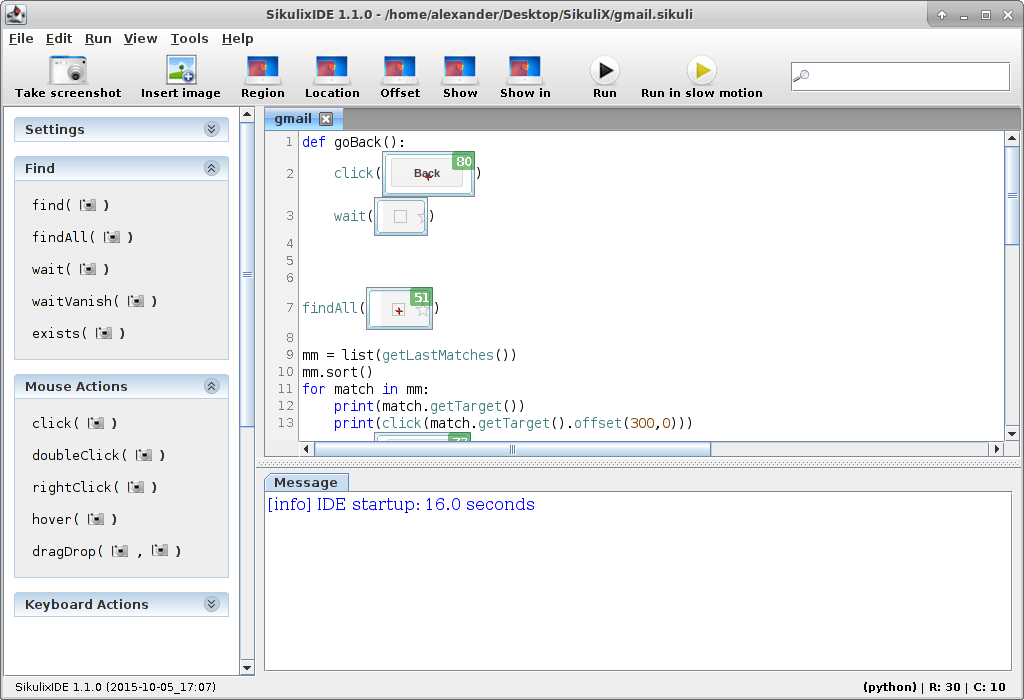 SikulixIDE 1.1.0 - /home/alexander/Desktop/SikuliX/gmail.sikuli
File Edit Run View Tools Help
Take screenshot Insert image Region Location Offset Show Show in Run Run in slow motion
Settings
Find
find( )
findAll( )
wait( )
waitVanish( )
exists( )
Mouse Actions
click( )
doubleClick( )
rightClick( )
hover( )
dragDrop( , )
Keyboard Actions
gmail
1 def goBack():
2 click( Back 80 )
3 wait( )
4
5
6
7 findAll( 51 )
8
9 mm = list(getLastMatches())
10 mm.sort()
11 for match in mm:
12 print(match.getTarget())
13 print(click(match.getTarget().offset(300,0)))
Message
[info] IDE startup: 16.0 seconds
SikulixIDE 1.1.0 (2015-10-05_17:07)
(python) | R: 30 | C: 10